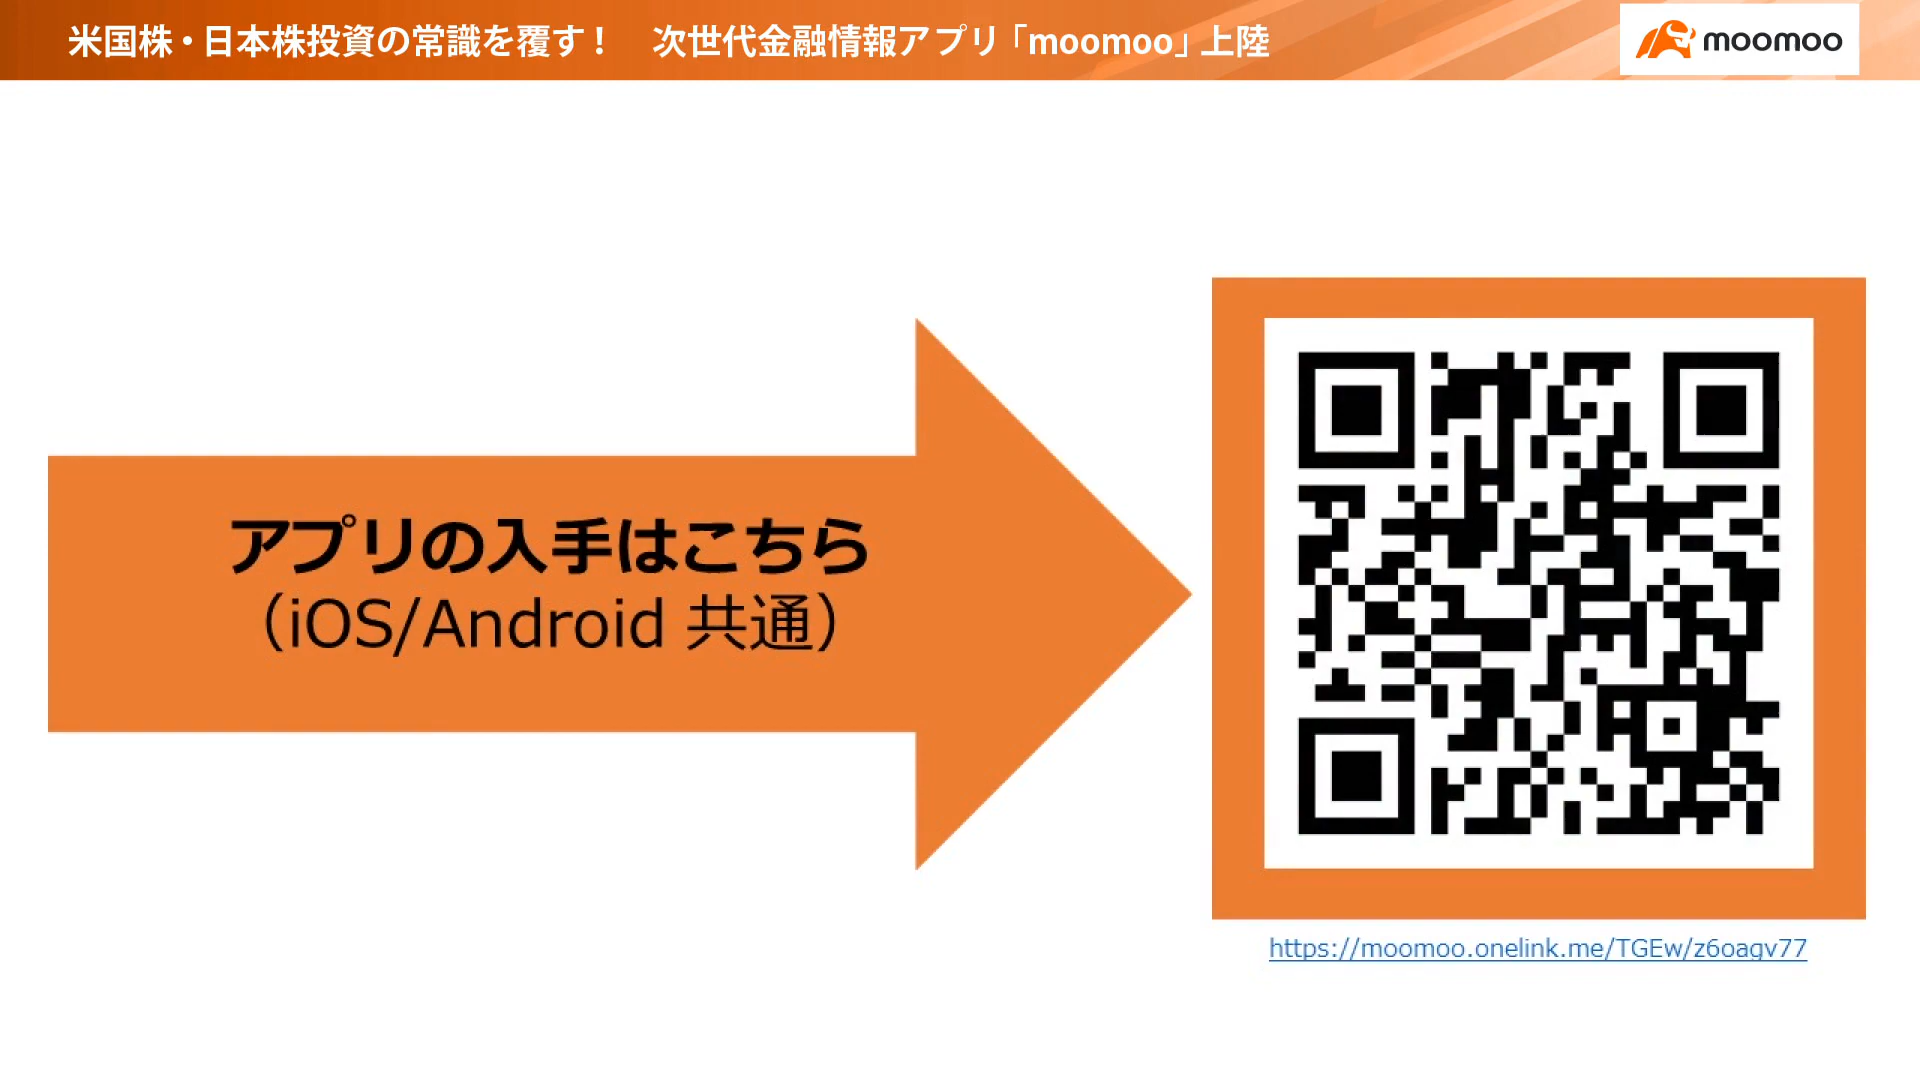 米国株・日本株投資の常識を覆す！　次世代金融情報アプリ「moomoo」上陸
moomoo
アプリの入手はこちら
（iOS/Android 共通）
https://moomoo.onelink.me/TGEw/z6oagv77